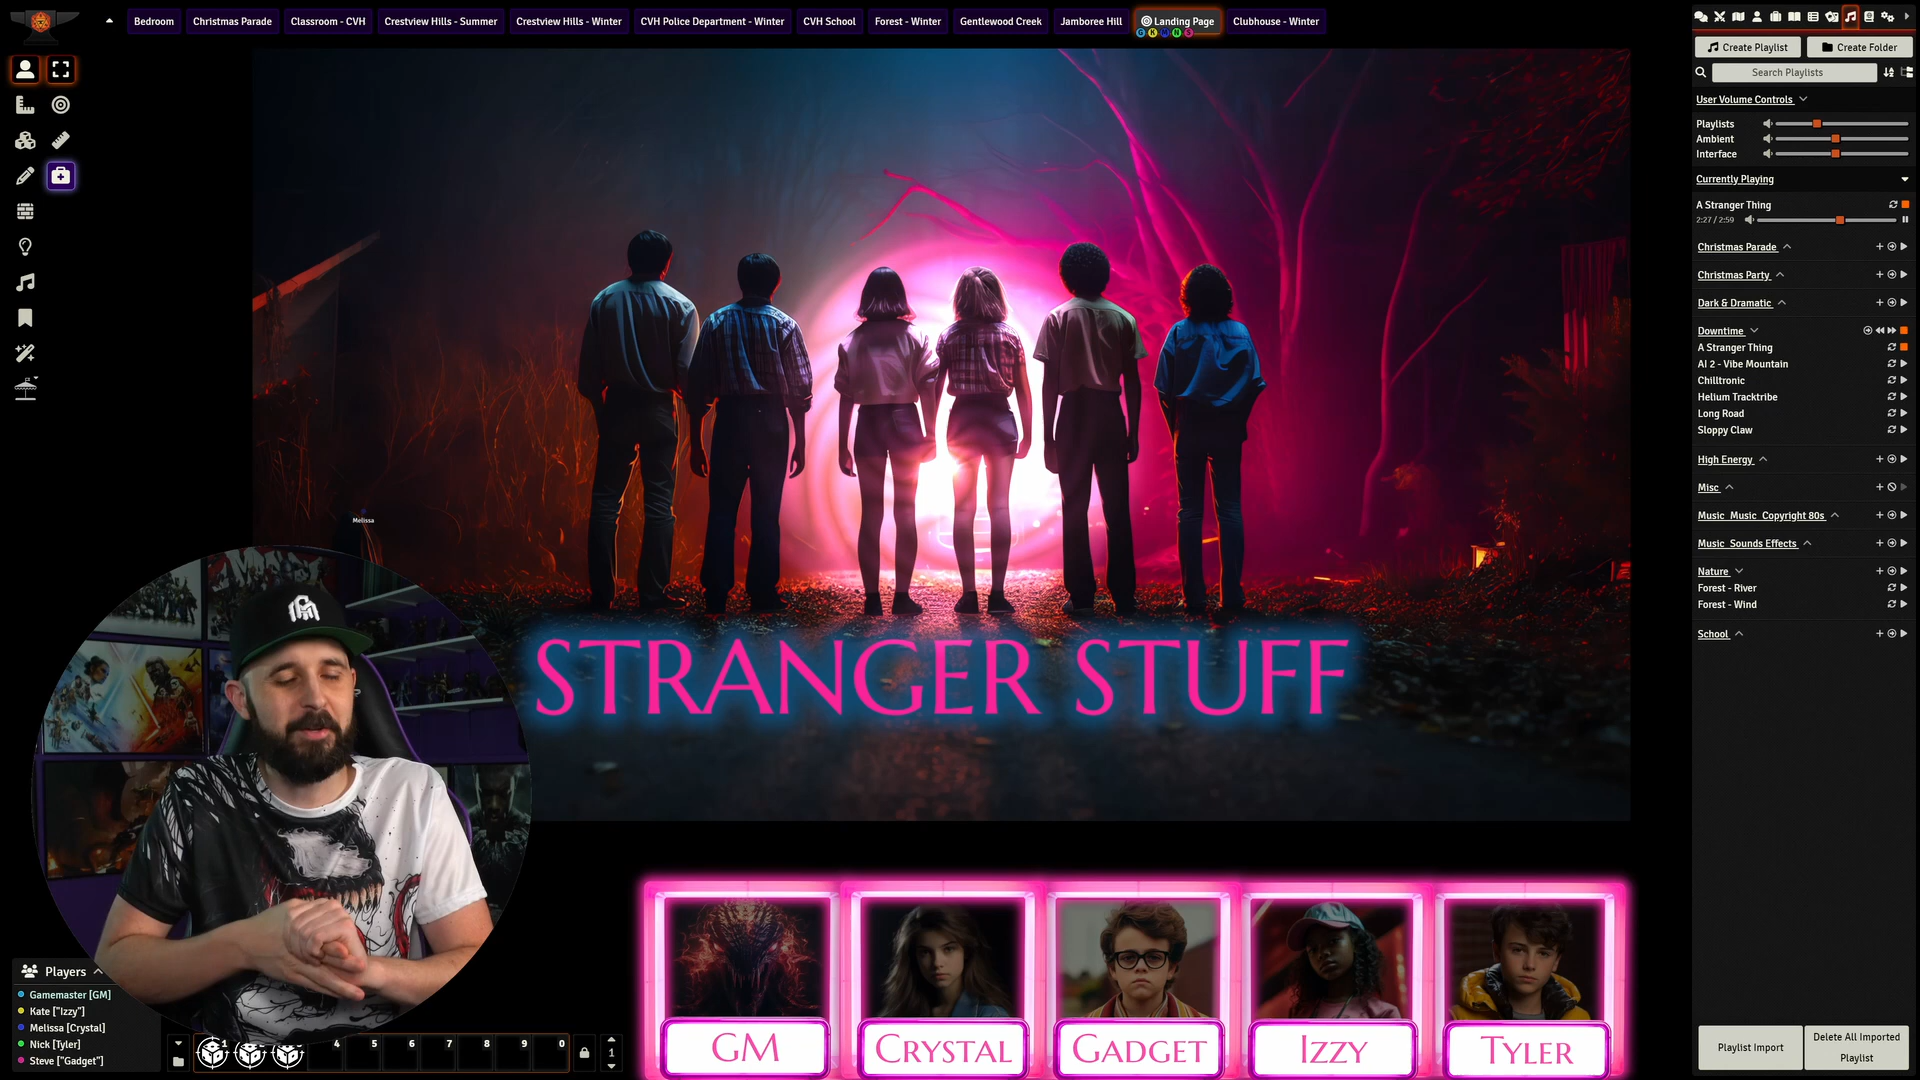 Bedroom
Christmas Parade
Classroom - CVH
Crestview Hills - Summer
Crestview Hills - Winter
CVH Police Department - Winter
CVH School
Forest - Winter
Gentlewood Creek
Jamboree Hill
Landing Page
G K M N S
Clubhouse - Winter
Create Playlist
Create Folder
Search Playlists
User Volume Controls
Playlists
Ambient
Interface
Currently Playing
A Stranger Thing
2:27 / 2:59
Christmas Parade
Christmas Party
Dark & Dramatic
Downtime
A Stranger Thing
AI 2 - Vibe Mountain
Chilltronic
Helium Tracktribe
Long Road
Sloppy Claw
High Energy
Misc
Music_Music_Copyright 80s
Music_Sounds Effects
Nature
Forest - River
Forest - Wind
School
Playlist Import
Delete All Imported
Playlist
Melissa
STRANGER STUFF
Players
Gamemaster [GM]
Kate ["Izzy"]
Melissa [Crystal]
Nick [Tyler]
Steve ["Gadget"]
1
4
5
6
7
8
9
0
1
GM
Crystal
Gadget
Izzy
Tyler